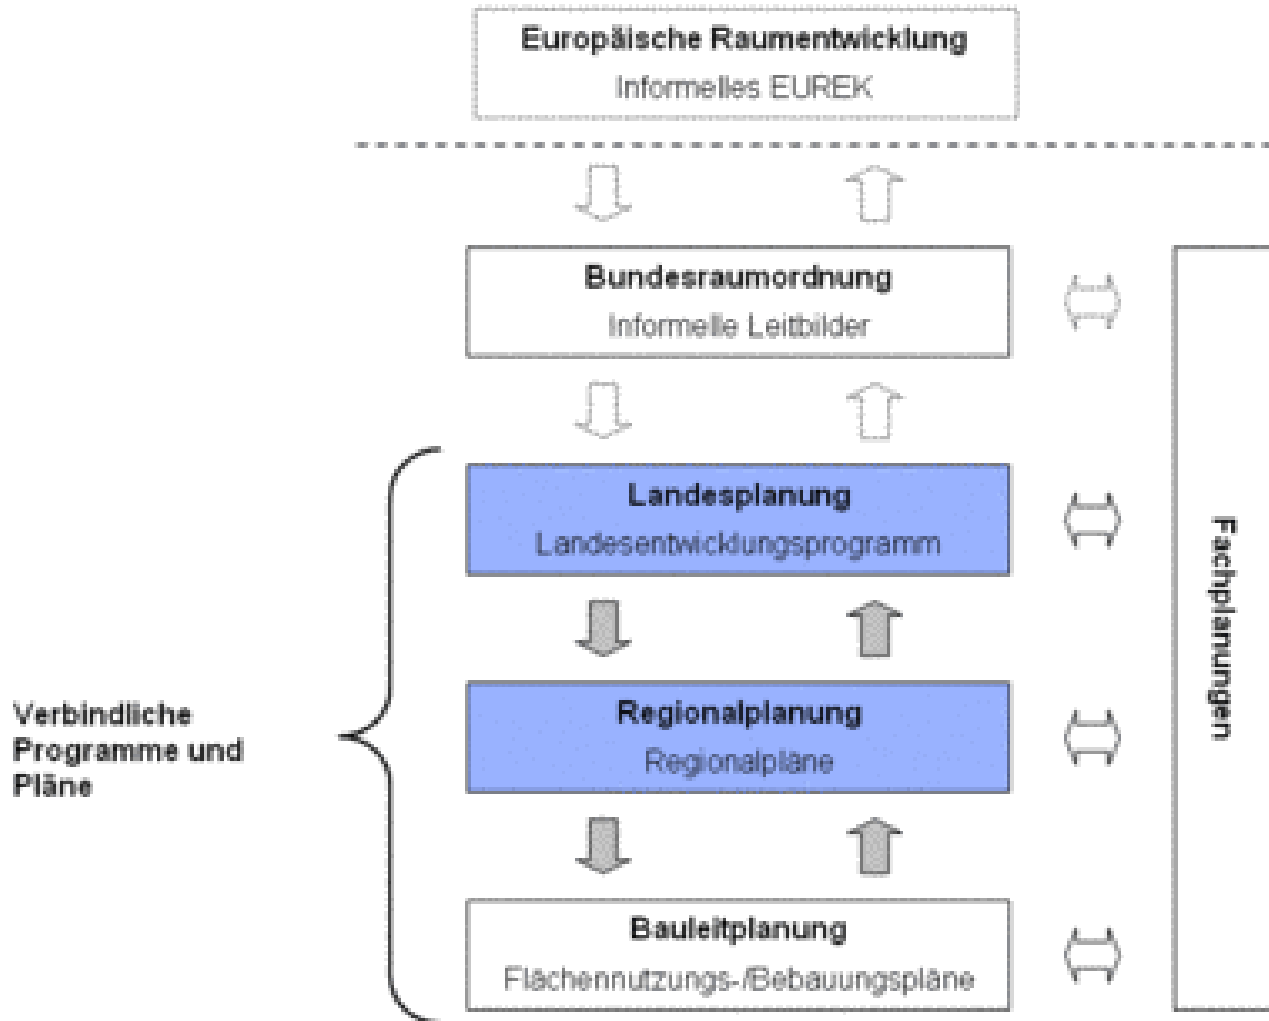 Europäische Raumentwicklung
Informelles EUREK
Bundesraumordnung
Informelle Leitbilder
Landesplanung
Landesentwicklungsprogramm
Regionalplanung
Regionalpläne
Bauleitplanung
Flächennutzungs-/Bebauungspläne
Verbindliche
Programme und
Pläne
Fachplanungen